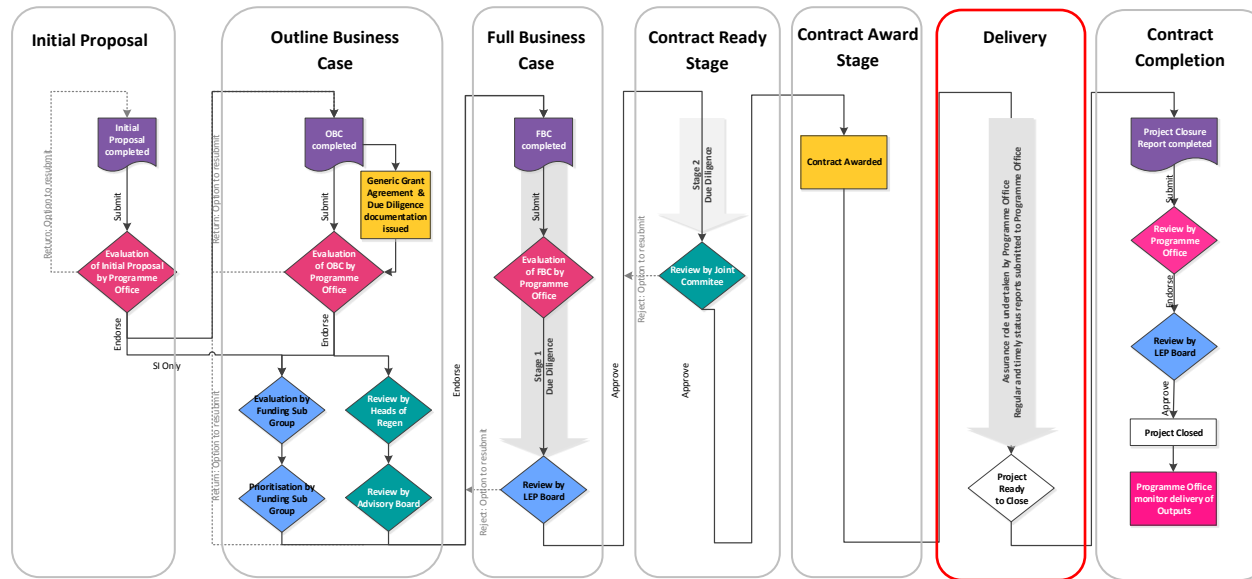 Initial Proposal
Initial
Proposal
completed
Return: Option to resubmit
Submit
Evaluation
of Initial Proposal
by Programme
Office
Endorse
SI Only
Outline Business
Case
OBC
completed
Generic Grant
Agreement &
Due Diligence
documentation
issued
Return: Option to resubmit
Submit
Evaluation
of OBC by
Programme
Office
Endorse
Evaluation by
Funding Sub
Group
Review by
Heads of
Regen
Prioritisation by
Funding Sub
Group
Review by
Advisory Board
Return: Option to resubmit
Endorse
Full Business
Case
FBC
completed
Submit
Evaluation
of FBC by
Programme
Office
Stage 1
Due Diligence
Review by
LEP Board
Reject: Option to resubmit
Approve
Contract Ready
Stage
Stage 2
Due Diligence
Review by Joint
Commitee
Reject: Option to resubmit
Approve
Contract Award
Stage
Contract Awarded
Delivery
Assurance role undertaken by Programme Office
Regular and timely status reports submitted to Programme Office
Project
Ready
to Close
Contract
Completion
Project Closure
Report completed
Submit
Review by
Programme
Office
Endorse
Review by
LEP Board
Approve
Project Closed
Programme Office
monitor delivery of
Outputs